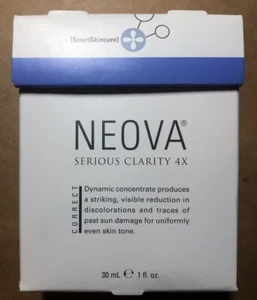 [SmartSkincare]
NEOVA®
SERIOUS CLARITY 4X
CORRECT
Dynamic concentrate produces
a striking, visible reduction in
discolorations and traces of
past sun damage for uniformly
even skin tone.
30 mL ℮ 1 fl. oz.